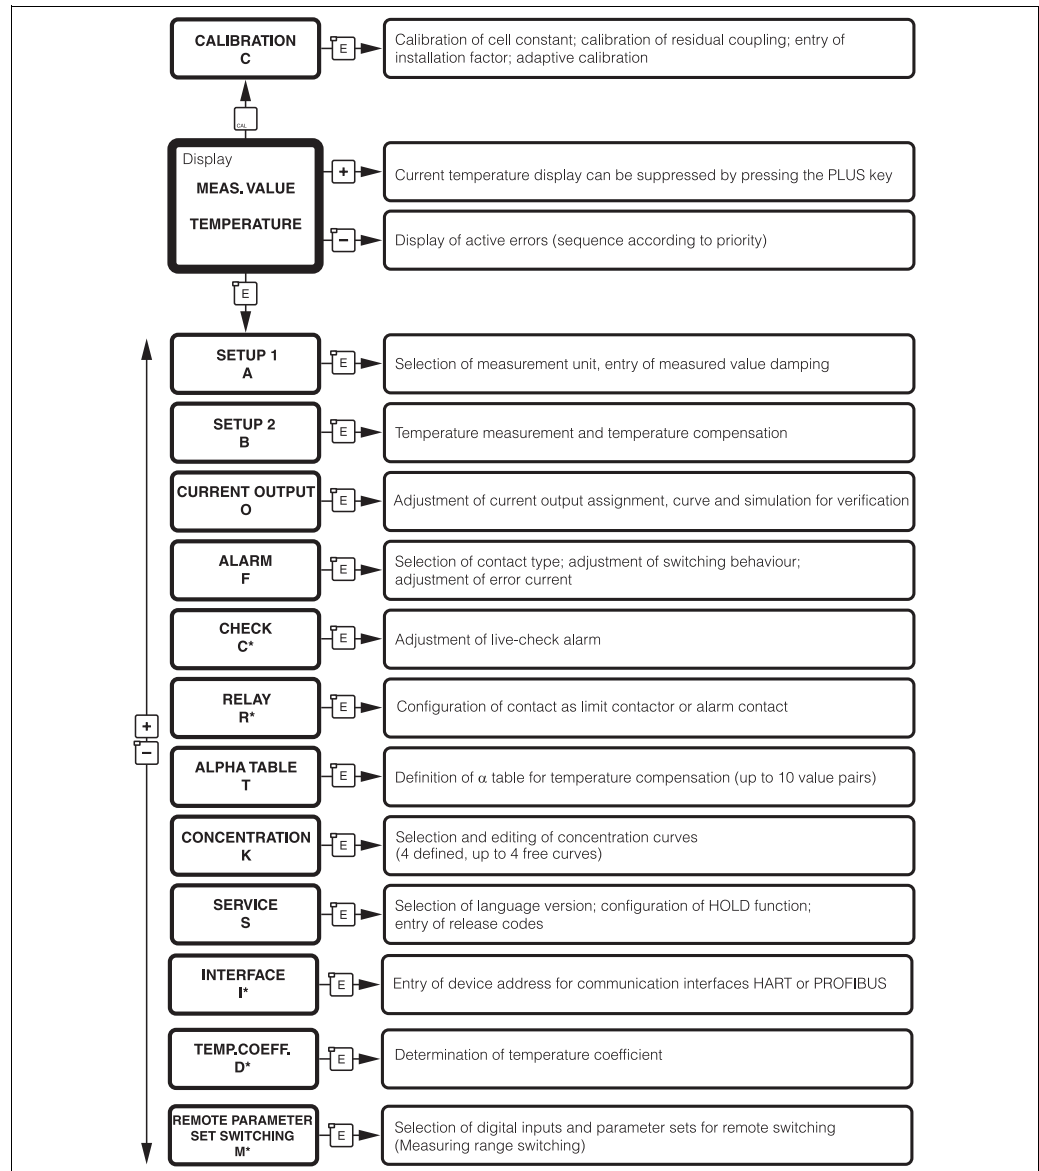 CALIBRATION
C
E
Calibration of cell constant; calibration of residual coupling; entry of
installation factor; adaptive calibration
CAL
Display
MEAS. VALUE
TEMPERATURE
+
Current temperature display can be suppressed by pressing the PLUS key
−
Display of active errors (sequence according to priority)
E
SETUP 1
A
E
Selection of measurement unit, entry of measured value damping
SETUP 2
B
E
Temperature measurement and temperature compensation
CURRENT OUTPUT
O
E
Adjustment of current output assignment, curve and simulation for verification
ALARM
F
E
Selection of contact type; adjustment of switching behaviour;
adjustment of error current
CHECK
C*
E
Adjustment of live-check alarm
RELAY
R*
E
Configuration of contact as limit contactor or alarm contact
+
−
ALPHA TABLE
T
E
Definition of α table for temperature compensation (up to 10 value pairs)
CONCENTRATION
K
E
Selection and editing of concentration curves
(4 defined, up to 4 free curves)
SERVICE
S
E
Selection of language version; configuration of HOLD function;
entry of release codes
INTERFACE
I*
E
Entry of device address for communication interfaces HART or PROFIBUS
TEMP.COEFF.
D*
E
Determination of temperature coefficient
REMOTE PARAMETER
SET SWITCHING
M*
E
Selection of digital inputs and parameter sets for remote switching
(Measuring range switching)